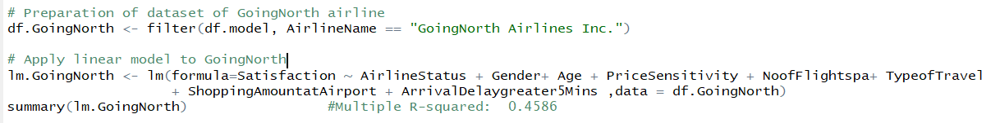 # Preparation of dataset of GoingNorth airline
df.GoingNorth <- filter(df.model, AirlineName == "GoingNorth Airlines Inc.")
# Apply linear model to GoingNorth
lm.GoingNorth <- lm(formula=Satisfaction ~ AirlineStatus + Gender+ Age + PriceSensitivity + NoofFlightspa+ TypeofTravel
+ ShoppingAmountatAirport + ArrivalDelaygreater5Mins ,data = df.GoingNorth)
summary(lm.GoingNorth) #Multiple R-squared: 0.4586